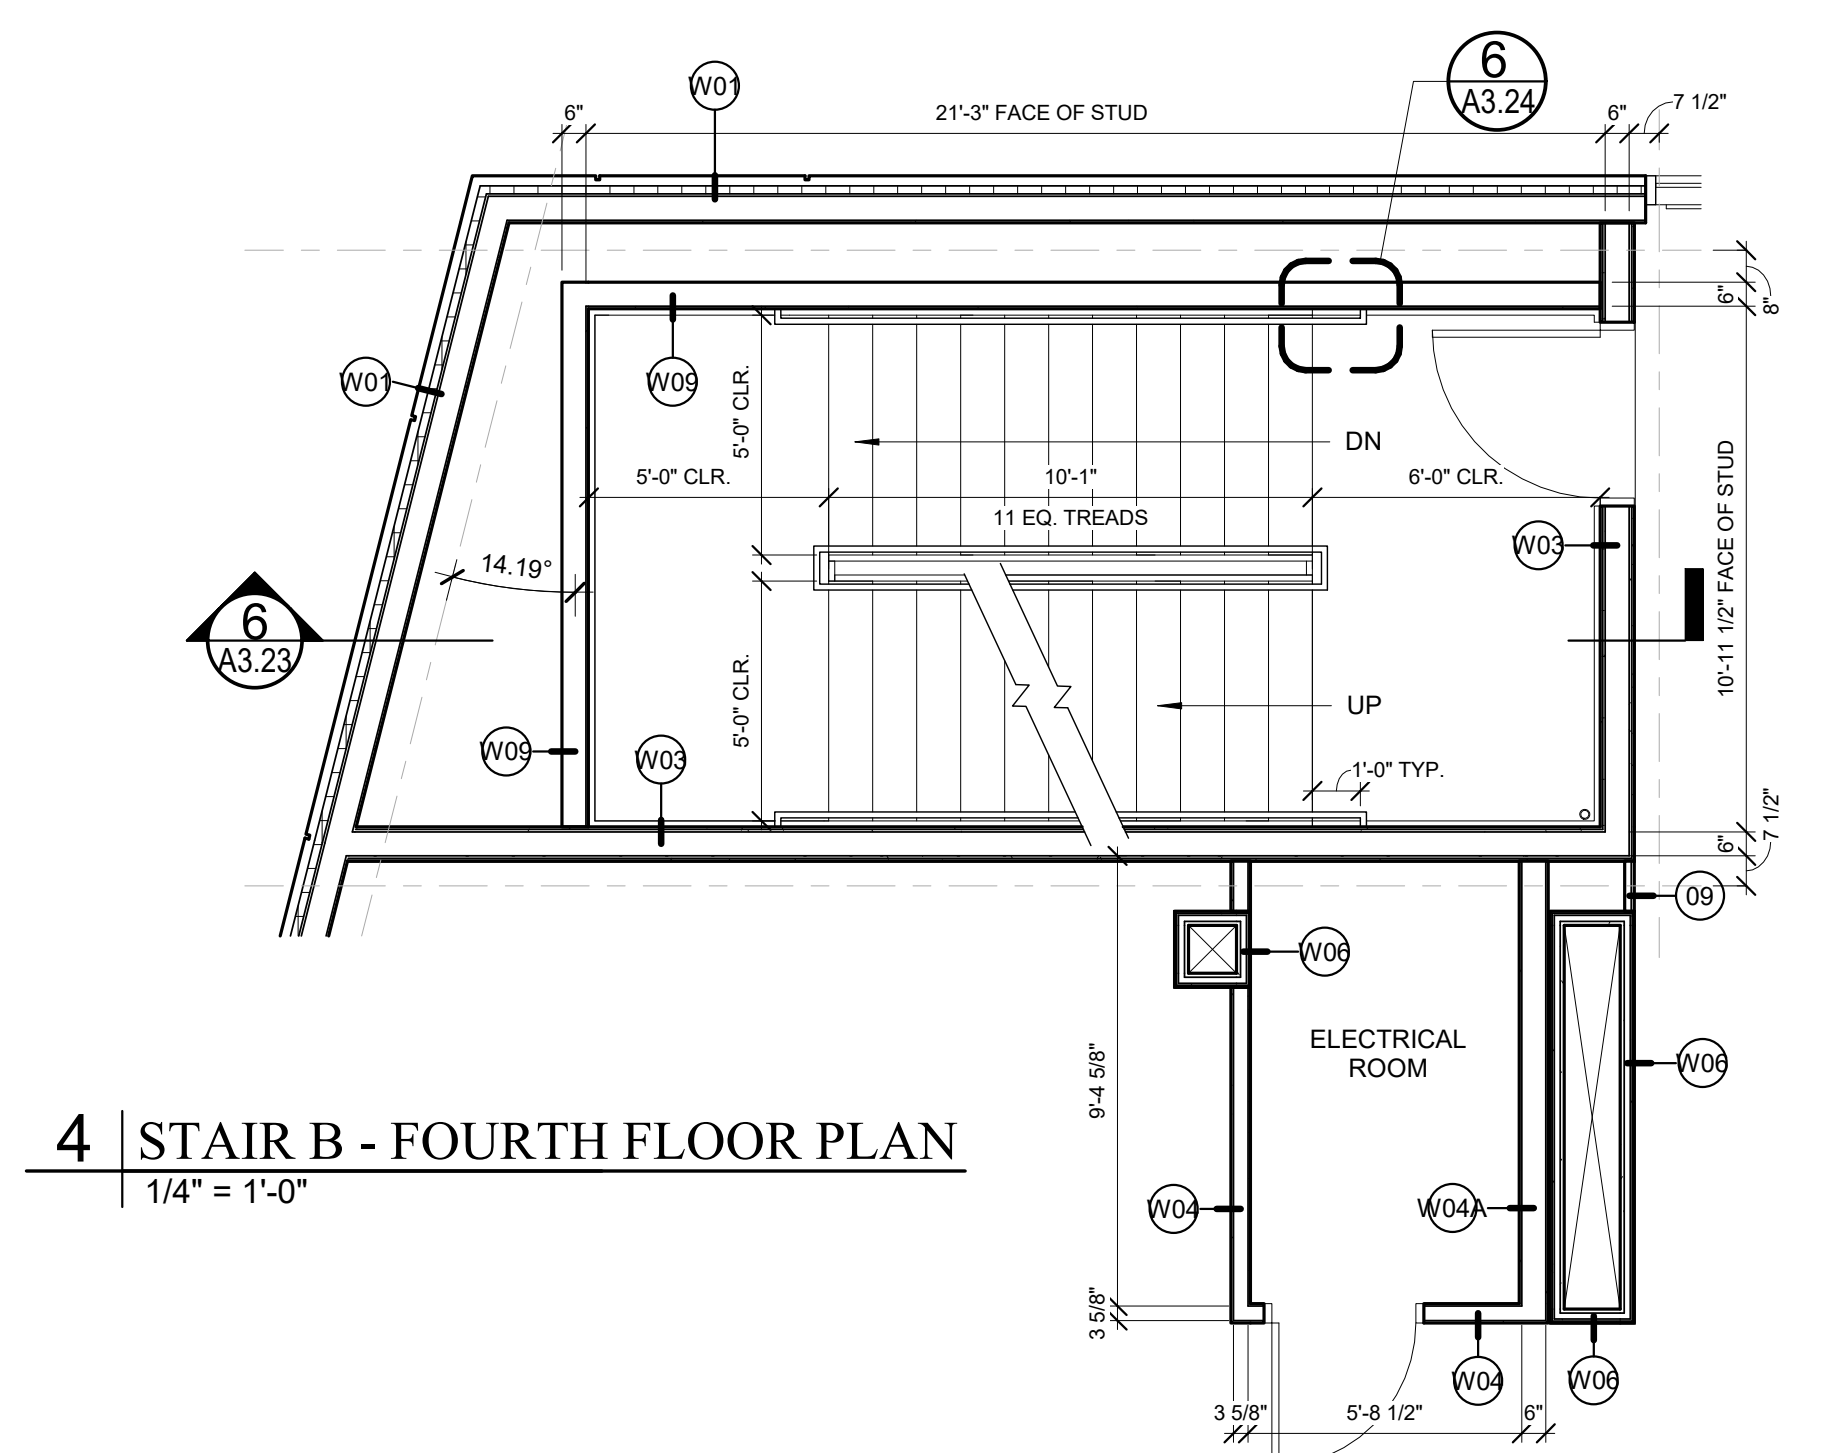 6
A3.24
W01
6"
21'-3" FACE OF STUD
6"
7 1/2"
W01
W09
5'-0" CLR.
DN
6"
8"
5'-0" CLR.
10'-1"
6'-0" CLR.
11 EQ. TREADS
10'-11 1/2" FACE OF STUD
W03
14.19°
6
A3.23
5'-0" CLR.
UP
W09
W03
1'-0" TYP.
6"
7 1/2"
09
W06
ELECTRICAL
ROOM
W06
9'-4 5/8"
4
STAIR B - FOURTH FLOOR PLAN
1/4" = 1'-0"
W04
W04A
3 5/8"
W04
W06
3 5/8"
5'-8 1/2"
6"